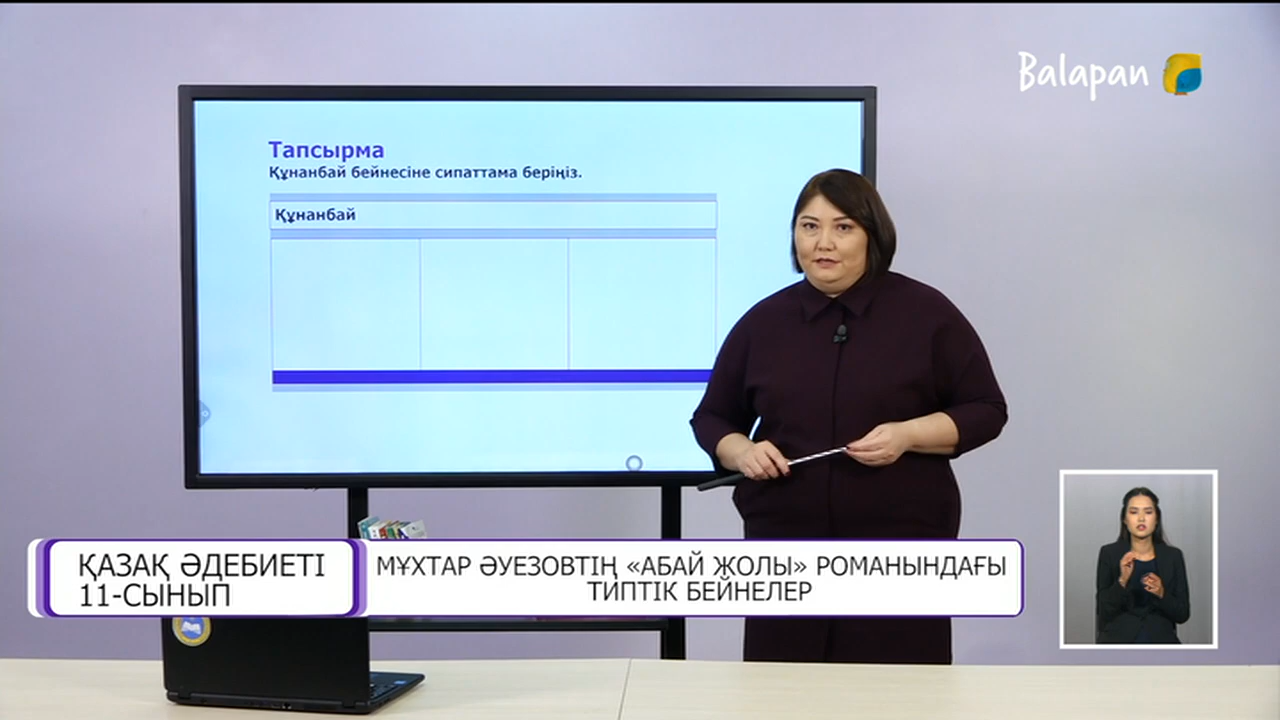 Balapan
Тапсырма
Құнанбай бейнесіне сипаттама беріңіз.
Құнанбай
ҚАЗАҚ ӘДЕБИЕТІ
11-СЫНЫП
МҰХТАР ӘУЕЗОВТІҢ «АБАЙ ЖОЛЫ» РОМАНЫНДАҒЫ
ТИПТІК БЕЙНЕЛЕР